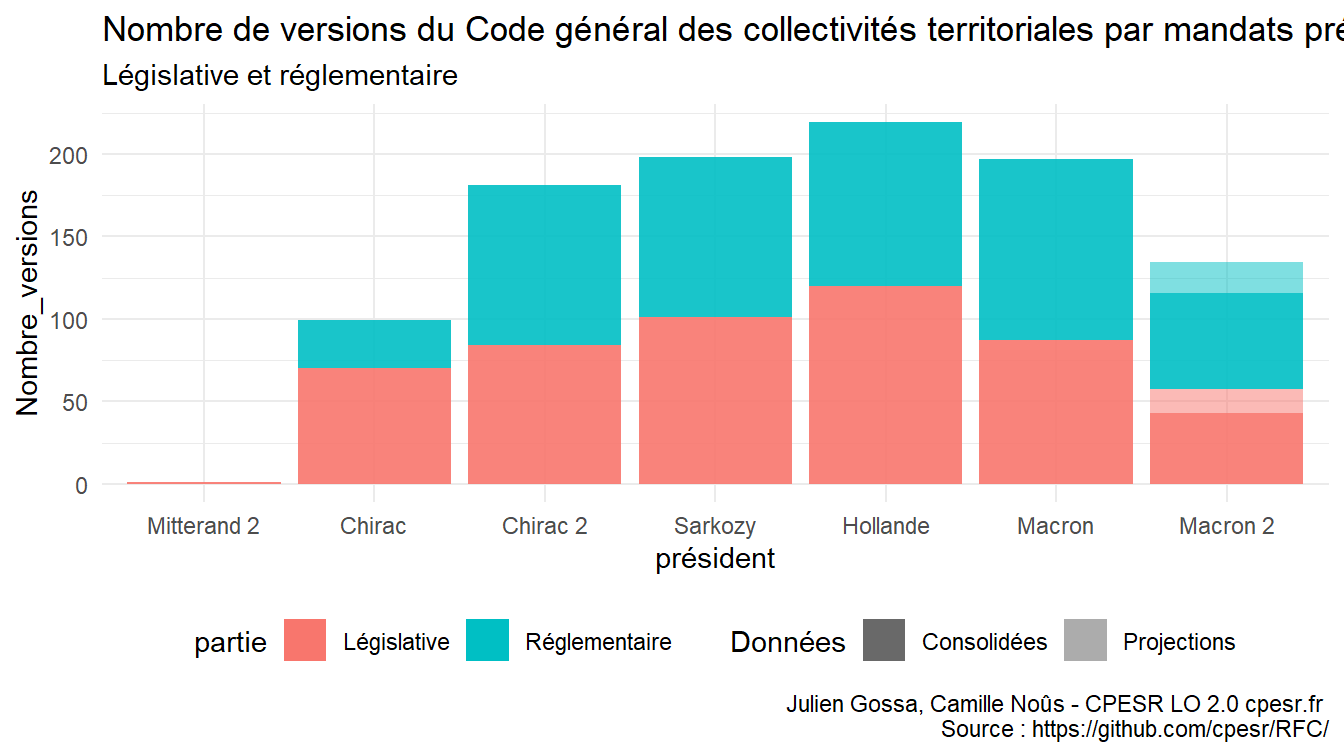 Nombre de versions du Code général des collectivités territoriales par mandats pré
Législative et réglementaire
Nombre_versions
200
150
100
50
0
Mitterand 2 Chirac Chirac 2 Sarkozy Hollande Macron Macron 2
président
partie Législative Réglementaire Données Consolidées Projections
Julien Gossa, Camille Noûs - CPESR LO 2.0 cpesr.fr
Source : https://github.com/cpesr/RFC/